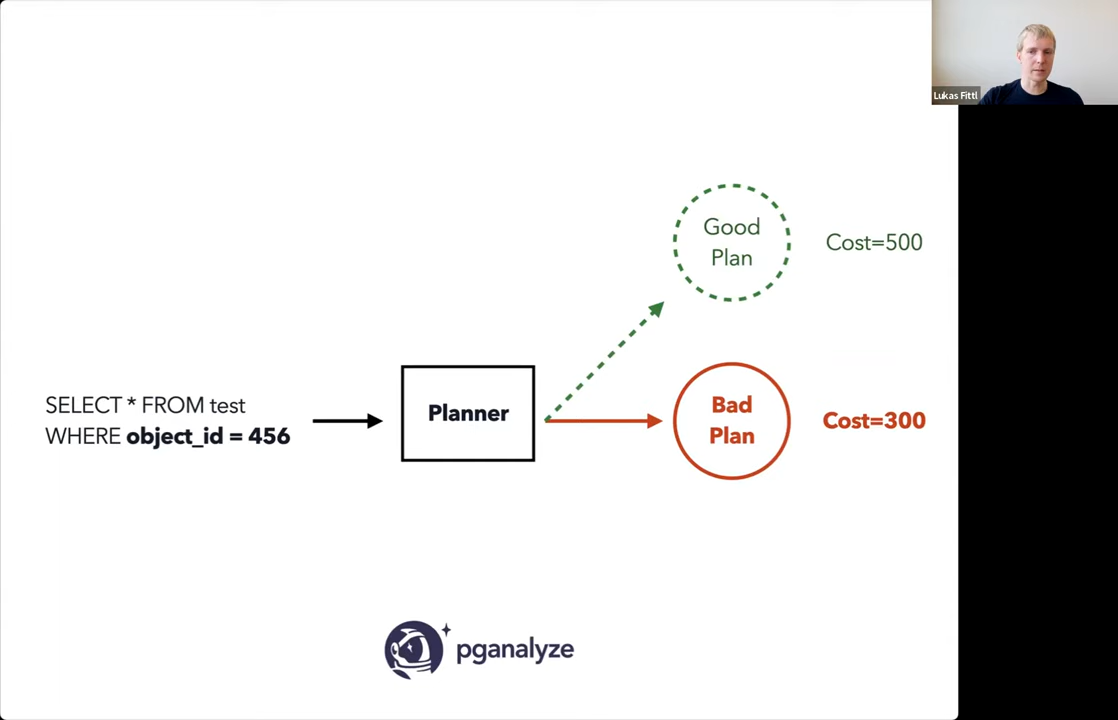 Lukas Fittl
Good
Plan
Cost=500
SELECT * FROM test
WHERE object_id = 456
Planner
Bad
Plan
Cost=300
pganalyze